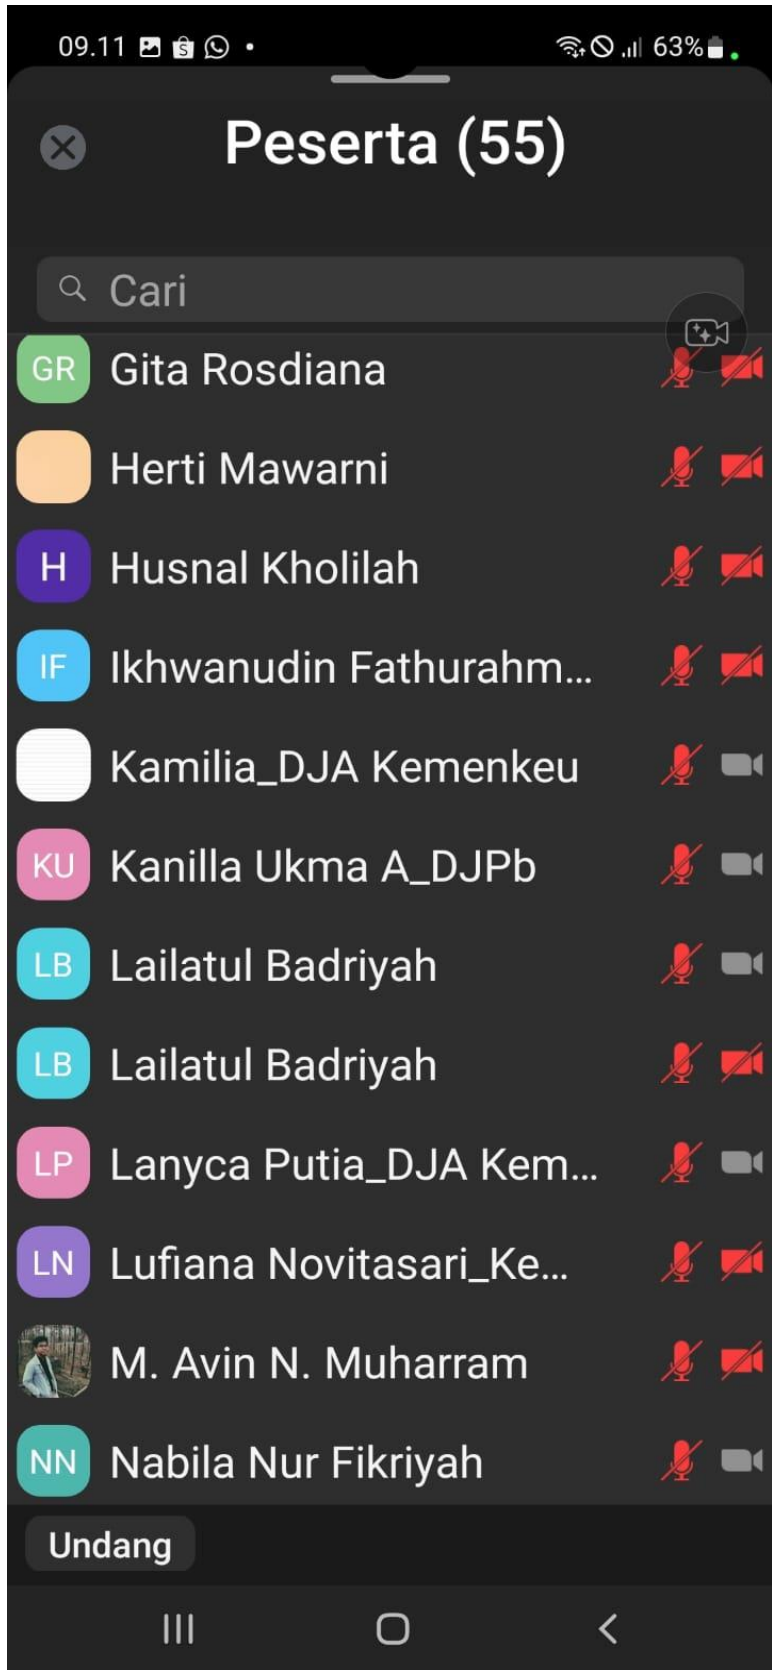 09.11 63%
Peserta (55)
Cari
GR Gita Rosdiana
Herti Mawarni
H Husnal Kholilah
IF Ikhwanudin Fathurahm...
Kamilia_DJA Kemenkeu
KU Kanilla Ukma A_DJPb
LB Lailatul Badriyah
LB Lailatul Badriyah
LP Lanyca Putia_DJA Kem...
LN Lufiana Novitasari_Ke...
M. Avin N. Muharram
NN Nabila Nur Fikriyah
Undang